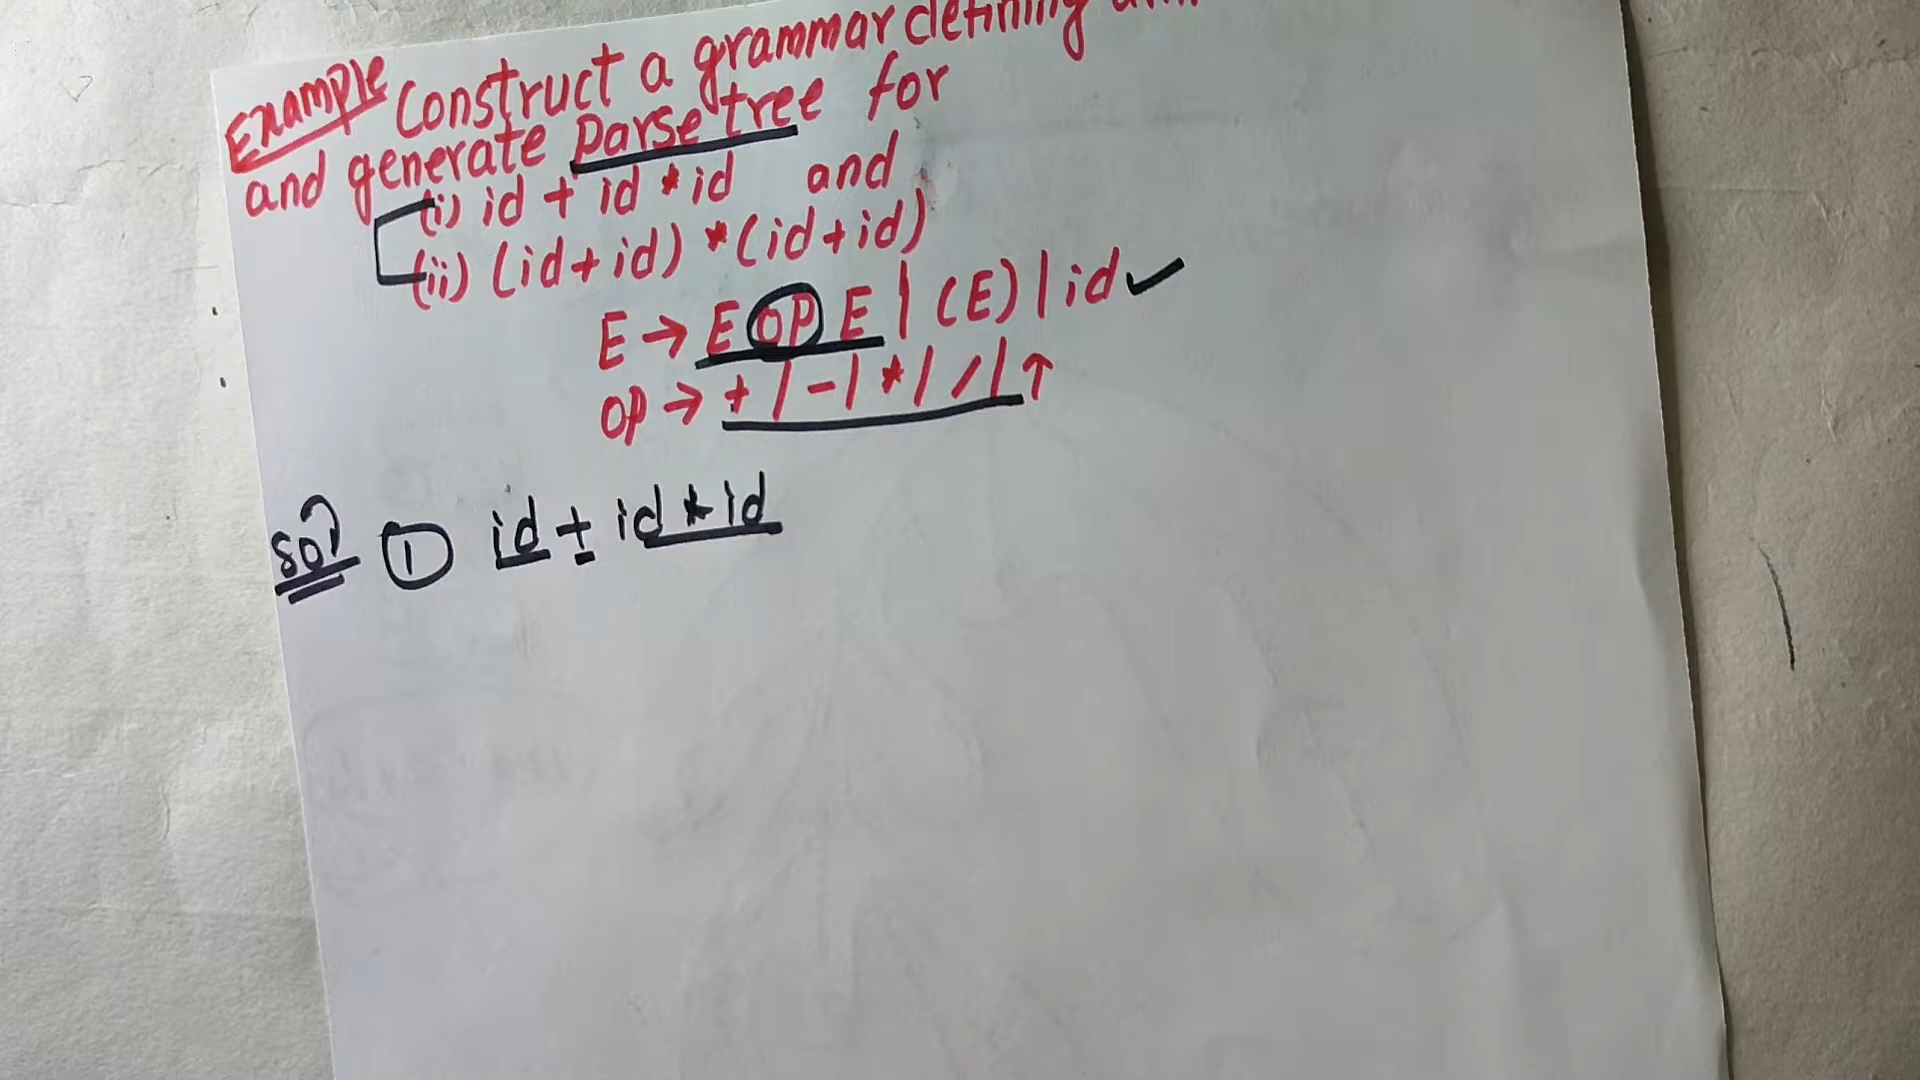 Example Construct a grammar defining
and generate parse tree for
(i) id + id * id and
(ii) (id + id) * (id + id)
E → E OP E | (E) | id ✓
OP → + | - | * | / | ↑
Sol ① id + id * id